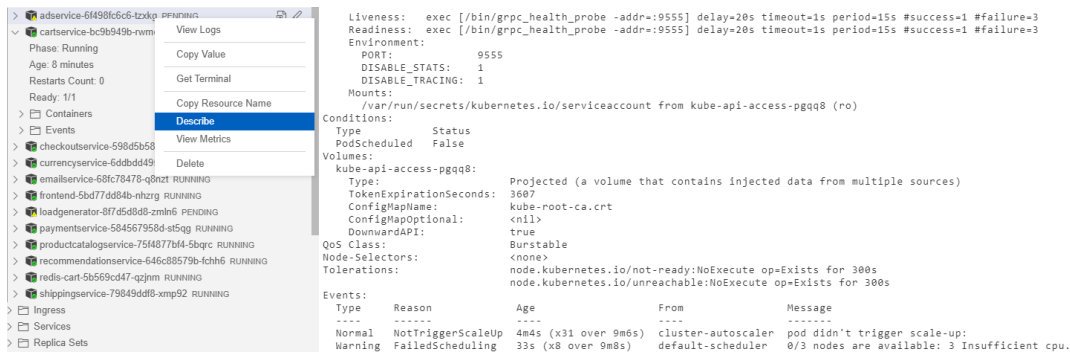 adservice-6f498fc6c6-tzxkg PENDING
cartservice-bc9b949b-rwm
Phase: Running
Age: 8 minutes
Restarts Count: 0
Ready: 1/1
Containers
Events
checkoutservice-598d5b58
currencyservice-6ddbdd49
emailservice-68fc78478-q8nzt RUNNING
frontend-5bd77dd84b-nhzrg RUNNING
loadgenerator-8f7d5d8d8-zmln6 PENDING
paymentservice-584567958d-st5qg RUNNING
productcatalogservice-75f4877bf4-5bqrc RUNNING
recommendationservice-646c88579b-fchh6 RUNNING
redis-cart-5b569cd47-qzjnm RUNNING
shippingservice-79849ddf8-xmp92 RUNNING
Ingress
Services
Replica Sets
View Logs
Copy Value
Get Terminal
Copy Resource Name
Describe
View Metrics
Delete
Liveness: exec [/bin/grpc_health_probe -addr=:9555] delay=20s timeout=1s period=15s #success=1 #failure=3
Readiness: exec [/bin/grpc_health_probe -addr=:9555] delay=20s timeout=1s period=15s #success=1 #failure=3
Environment:
PORT: 9555
DISABLE_STATS: 1
DISABLE_TRACING: 1
Mounts:
/var/run/secrets/kubernetes.io/serviceaccount from kube-api-access-pgqq8 (ro)
Conditions:
Type Status
PodScheduled False
Volumes:
kube-api-access-pgqq8:
Type: Projected (a volume that contains injected data from multiple sources)
TokenExpirationSeconds: 3607
ConfigMapName: kube-root-ca.crt
ConfigMapOptional: <nil>
DownwardAPI: true
QoS Class: Burstable
Node-Selectors: <none>
Tolerations: node.kubernetes.io/not-ready:NoExecute op=Exists for 300s
node.kubernetes.io/unreachable:NoExecute op=Exists for 300s
Events:
Type Reason Age From Message
---- ------ ---- ---- -------
Normal NotTriggerScaleUp 4m4s (x31 over 9m6s) cluster-autoscaler pod didn't trigger scale-up:
Warning FailedScheduling 33s (x8 over 9m8s) default-scheduler 0/3 nodes are available: 3 Insufficient cpu.